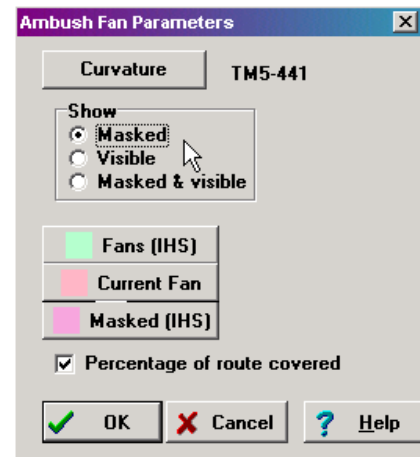 Ambush Fan Parameters
Curvature TM5-441
Show
Masked
Visible
Masked & visible
Fans (IHS)
Current Fan
Masked (IHS)
Percentage of route covered
OK Cancel ? Help